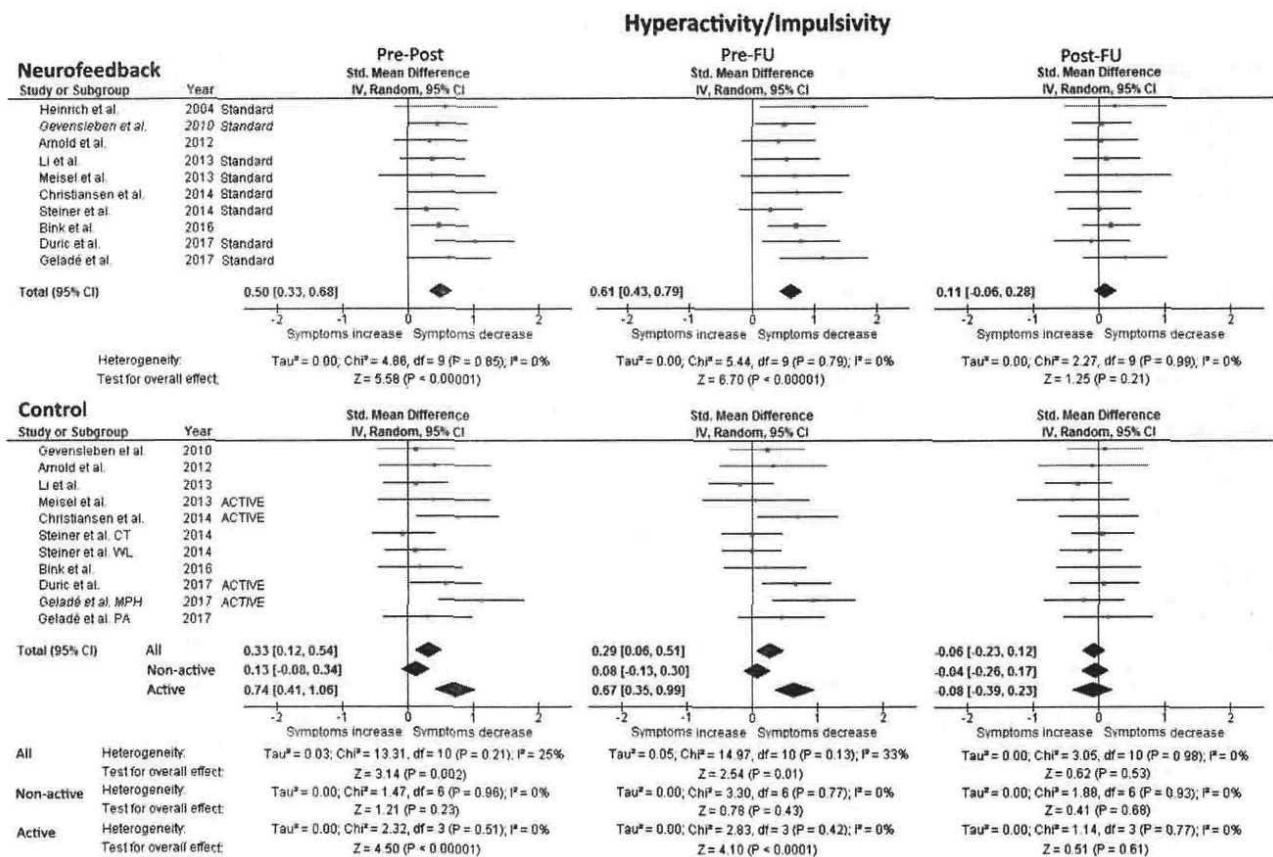 Hyperactivity/Impulsivity
Pre-Post Pre-FU Post-FU
Neurofeedback Std. Mean Difference Std. Mean Difference Std. Mean Difference
Study or Subgroup Year IV, Random, 95% CI IV, Random, 95% CI IV, Random, 95% CI
Heinrich et al. 2004 Standard
Gevensleben et al. 2010 Standard
Arnold et al. 2012
Li et al. 2013 Standard
Meisel et al. 2013 Standard
Christiansen et al. 2014 Standard
Steiner et al. 2014 Standard
Bink et al. 2016
Duric et al. 2017 Standard
Geladé et al. 2017 Standard
Total (95% CI) 0.50 [0.33, 0.68] 0.61 [0.43, 0.79] 0.11 [-0.06, 0.28]
-2 -1 0 1 2 -2 -1 0 1 2 -2 -1 0 1 2
Symptoms increase Symptoms decrease Symptoms increase Symptoms decrease Symptoms increase Symptoms decrease
Heterogeneity: Tau² = 0.00; Chi² = 4.86, df = 9 (P = 0.85); I² = 0% Tau² = 0.00; Chi² = 5.44, df = 9 (P = 0.79); I² = 0% Tau² = 0.00; Chi² = 2.27, df = 9 (P = 0.99); I² = 0%
Test for overall effect: Z = 5.58 (P < 0.00001) Z = 6.70 (P < 0.00001) Z = 1.25 (P = 0.21)
Control Std. Mean Difference Std. Mean Difference Std. Mean Difference
Study or Subgroup Year IV, Random, 95% CI IV, Random, 95% CI IV, Random, 95% CI
Gevensleben et al. 2010
Arnold et al. 2012
Li et al. 2013
Meisel et al. 2013 ACTIVE
Christiansen et al. 2014 ACTIVE
Steiner et al. CT 2014
Steiner et al. WL 2014
Bink et al. 2016
Duric et al. 2017 ACTIVE
Geladé et al. MPH 2017 ACTIVE
Geladé et al. PA 2017
Total (95% CI) All 0.33 [0.12, 0.54] 0.29 [0.06, 0.51] -0.06 [-0.23, 0.12]
Non-active 0.13 [-0.08, 0.34] 0.08 [-0.13, 0.30] -0.04 [-0.26, 0.17]
Active 0.74 [0.41, 1.06] 0.67 [0.35, 0.99] -0.08 [-0.39, 0.23]
-2 -1 0 1 2 -2 -1 0 1 2 -2 -1 0 1 2
Symptoms increase Symptoms decrease Symptoms increase Symptoms decrease Symptoms increase Symptoms decrease
All Heterogeneity: Tau² = 0.03; Chi² = 13.31, df = 10 (P = 0.21); I² = 25% Tau² = 0.05; Chi² = 14.97, df = 10 (P = 0.13); I² = 33% Tau² = 0.00; Chi² = 3.05, df = 10 (P = 0.98); I² = 0%
Test for overall effect: Z = 3.14 (P = 0.002) Z = 2.54 (P = 0.01) Z = 0.62 (P = 0.53)
Non-active Heterogeneity: Tau² = 0.00; Chi² = 1.47, df = 6 (P = 0.96); I² = 0% Tau² = 0.00; Chi² = 3.30, df = 6 (P = 0.77); I² = 0% Tau² = 0.00; Chi² = 1.88, df = 6 (P = 0.93); I² = 0%
Test for overall effect: Z = 1.21 (P = 0.23) Z = 0.78 (P = 0.43) Z = 0.41 (P = 0.68)
Active Heterogeneity: Tau² = 0.00; Chi² = 2.32, df = 3 (P = 0.51); I² = 0% Tau² = 0.00; Chi² = 2.83, df = 3 (P = 0.42); I² = 0% Tau² = 0.00; Chi² = 1.14, df = 3 (P = 0.77); I² = 0%
Test for overall effect: Z = 4.50 (P < 0.00001) Z = 4.10 (P < 0.0001) Z = 0.51 (P = 0.61)